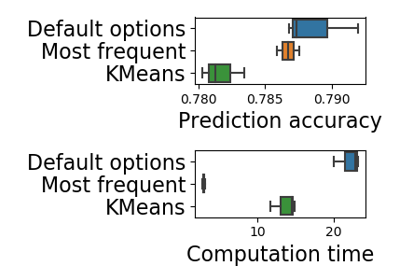 Default options
Most frequent
KMeans
0.780 0.785 0.790
Prediction accuracy
Default options
Most frequent
KMeans
10 20
Computation time